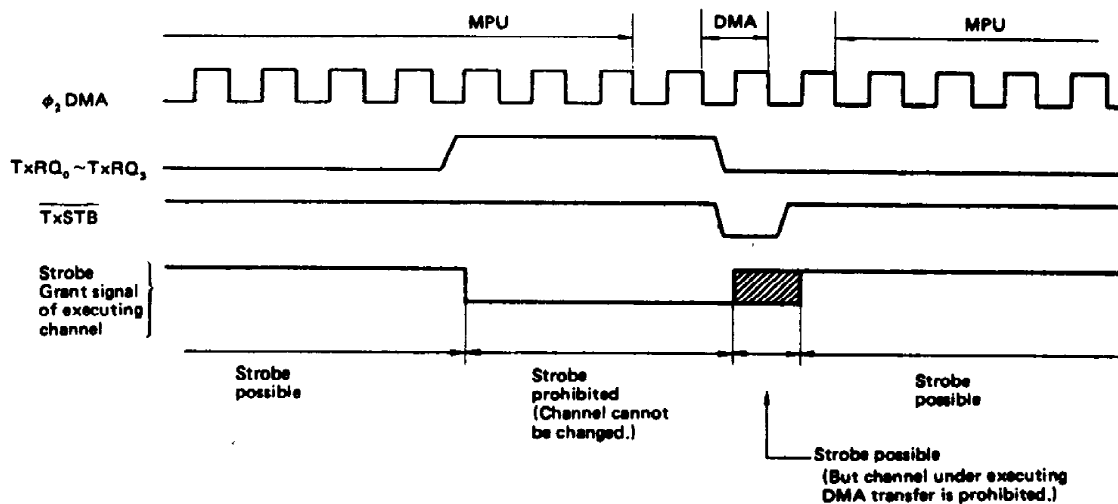 MPU DMA MPU
φ₂ DMA
TxRQ₀~TxRQ₃
TxSTB
Strobe
Grant signal
of executing
channel
Strobe
possible
Strobe
prohibited
(Channel cannot
be changed.)
Strobe
possible
Strobe possible
(But channel under executing
DMA transfer is prohibited.)